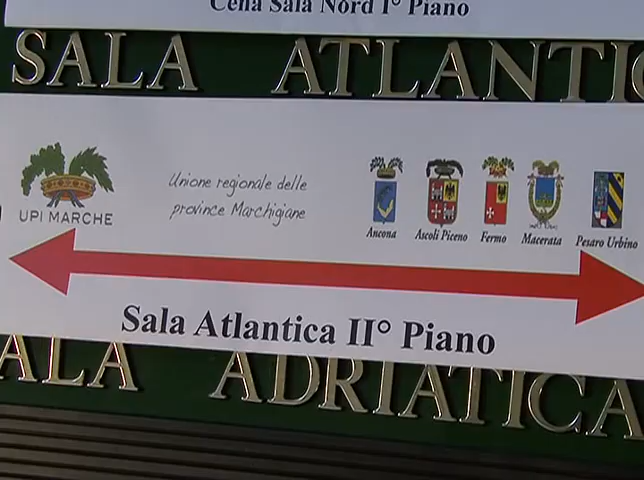 Cena Sala Nord I° Piano
SALA ATLANTIC
UPI MARCHE
Unione regionale delle
province Marchigiane
Ancona Ascoli Piceno Fermo Macerata Pesaro Urbino
Sala Atlantica II° Piano
ALA ADRIATICA